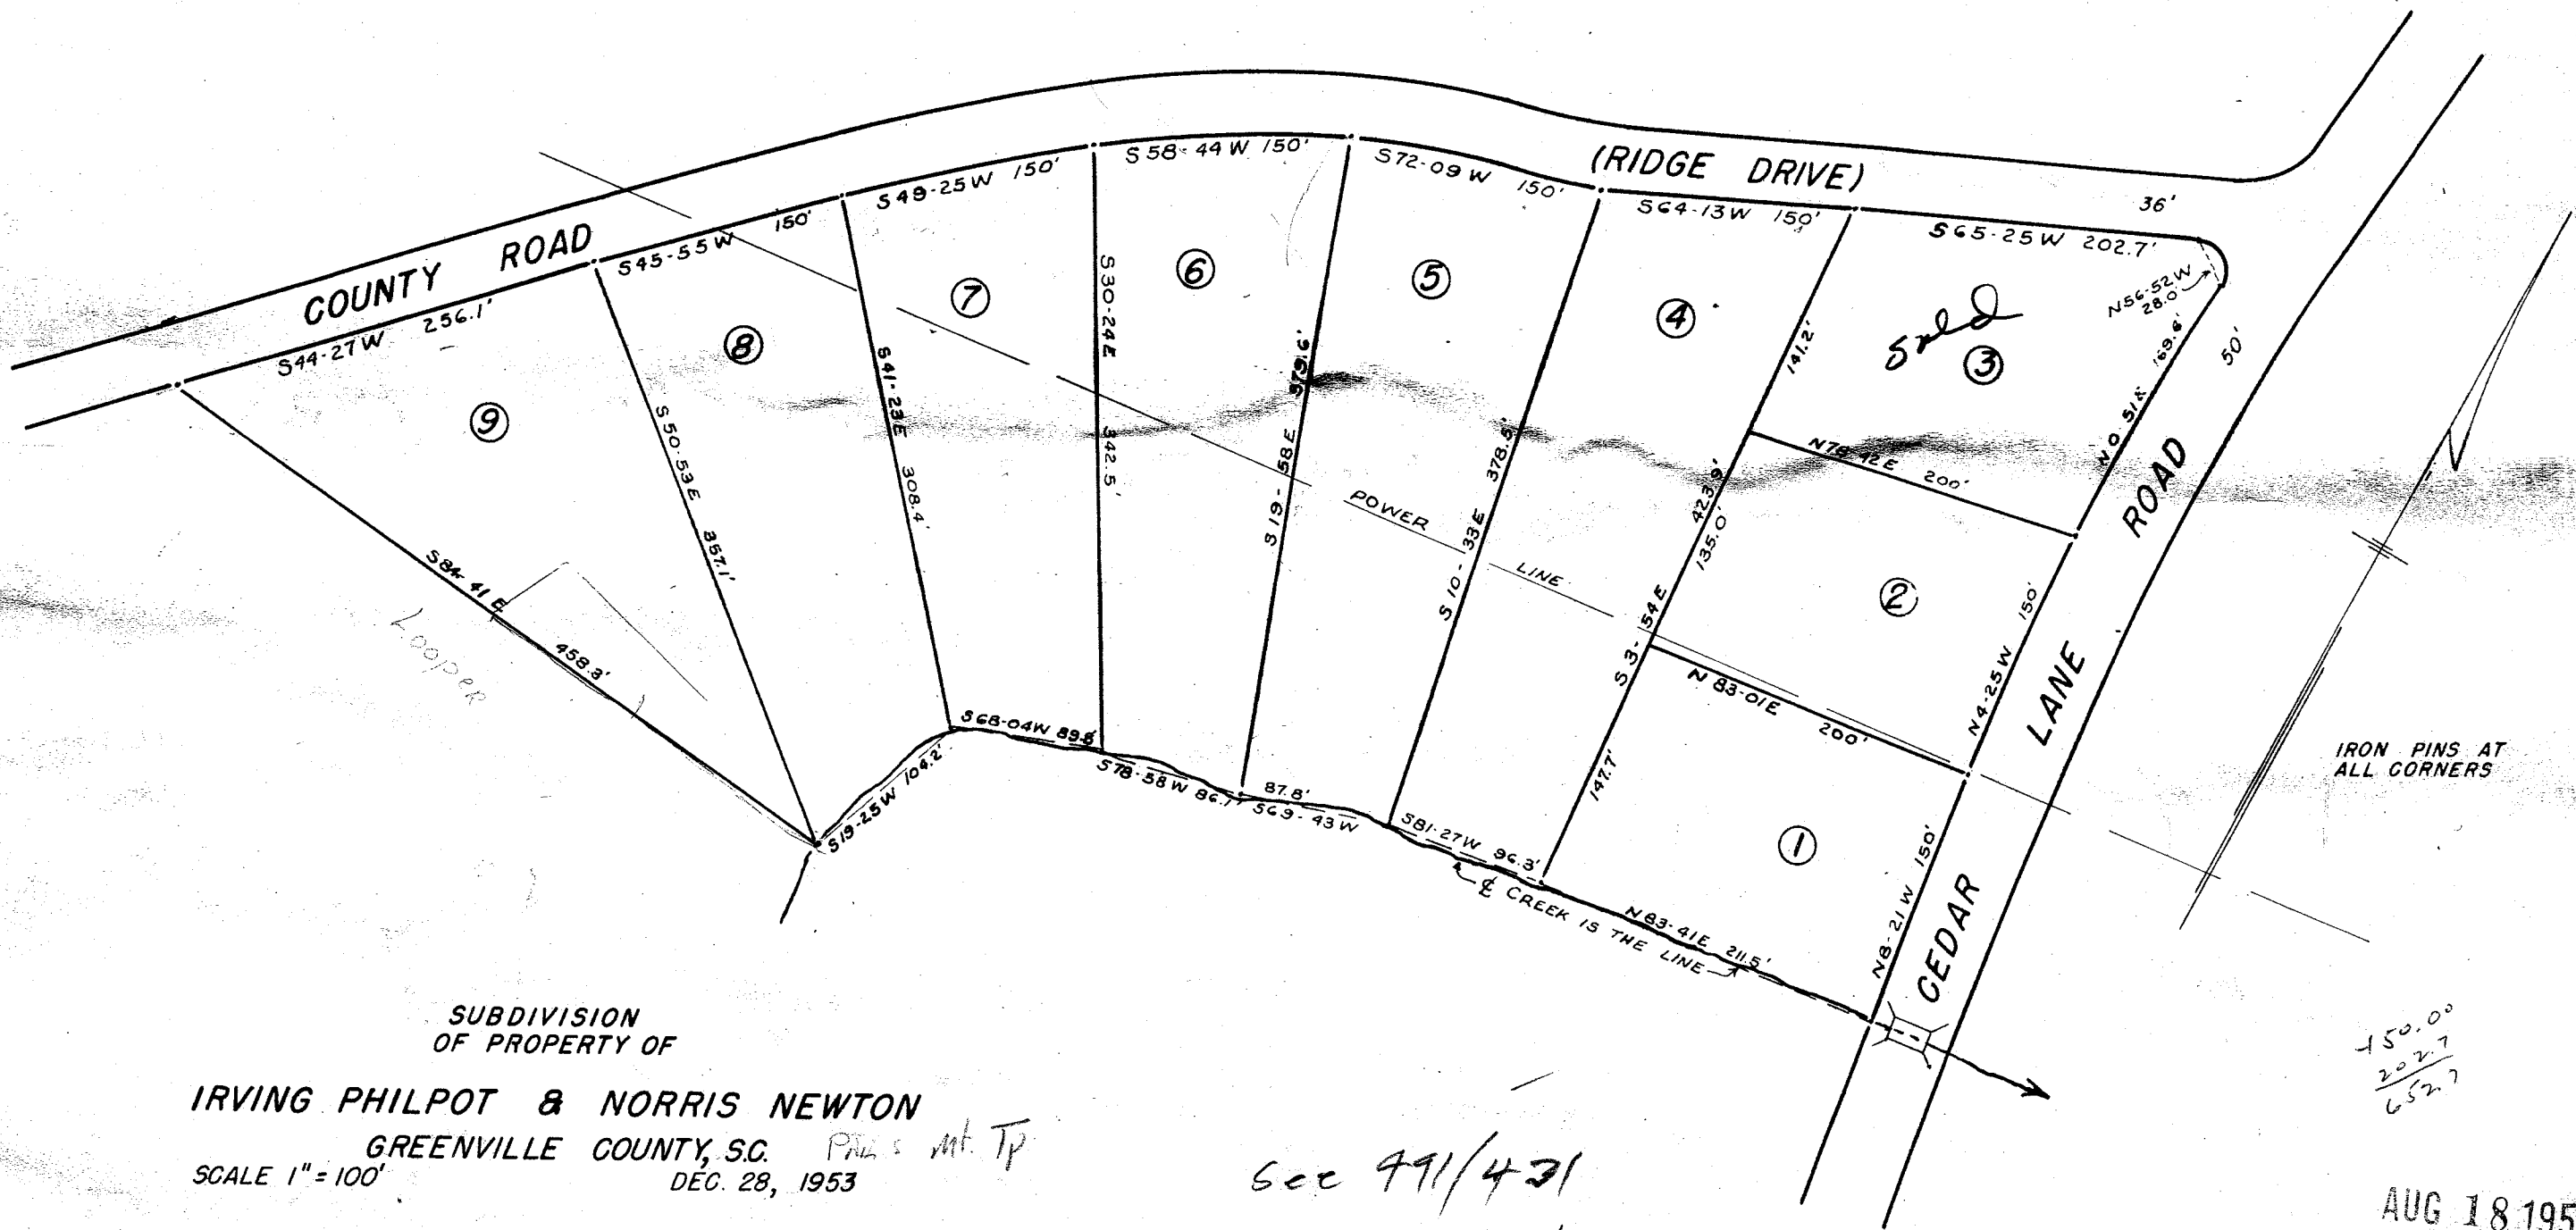 COUNTY ROAD
(RIDGE DRIVE)
36'
S44-27W 256.1'
S45-55W 150'
S49-25W 150'
S58-44W 150'
S72-09W 150'
S64-13W 150'
S65-25W 202.7'
N56-52W
28.0'
50'
9
8
7
6
5
4
Sold
3
2
1
S84-41E
458.3'
S50-53E 357.1'
S41-23E 308.4'
S30-24E 342.5'
S19-58E 379.6'
S10-33E 378.5'
S3-54E 423.9'
141.2'
135.0'
147.7'
N78-42E 200'
N83-01E 200'
N0-51E 169.6'
N4-25W 150'
N8-21W 150'
CEDAR LANE ROAD
POWER LINE
Looper
S19-25W 104.2'
S68-04W 89.8'
S78-58W 86.1'
87.8'
S69-43W
S81-27W 96.3'
N83-41E 211.5'
℄ CREEK IS THE LINE
IRON PINS AT
ALL CORNERS
SUBDIVISION
OF PROPERTY OF
IRVING PHILPOT & NORRIS NEWTON
GREENVILLE COUNTY, S.C.
Mt. Tp
SCALE 1"=100'
DEC. 28, 1953
See 491/431
450.00
202.7
652.7
AUG 18 195